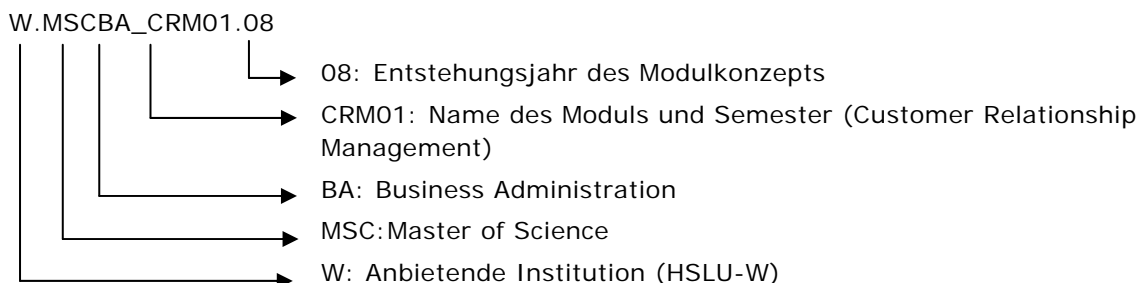 W.MSCBA_CRM01.08
08: Entstehungsjahr des Modulkonzepts
CRM01: Name des Moduls und Semester (Customer Relationship
Management)
BA: Business Administration
MSC:Master of Science
W: Anbietende Institution (HSLU-W)